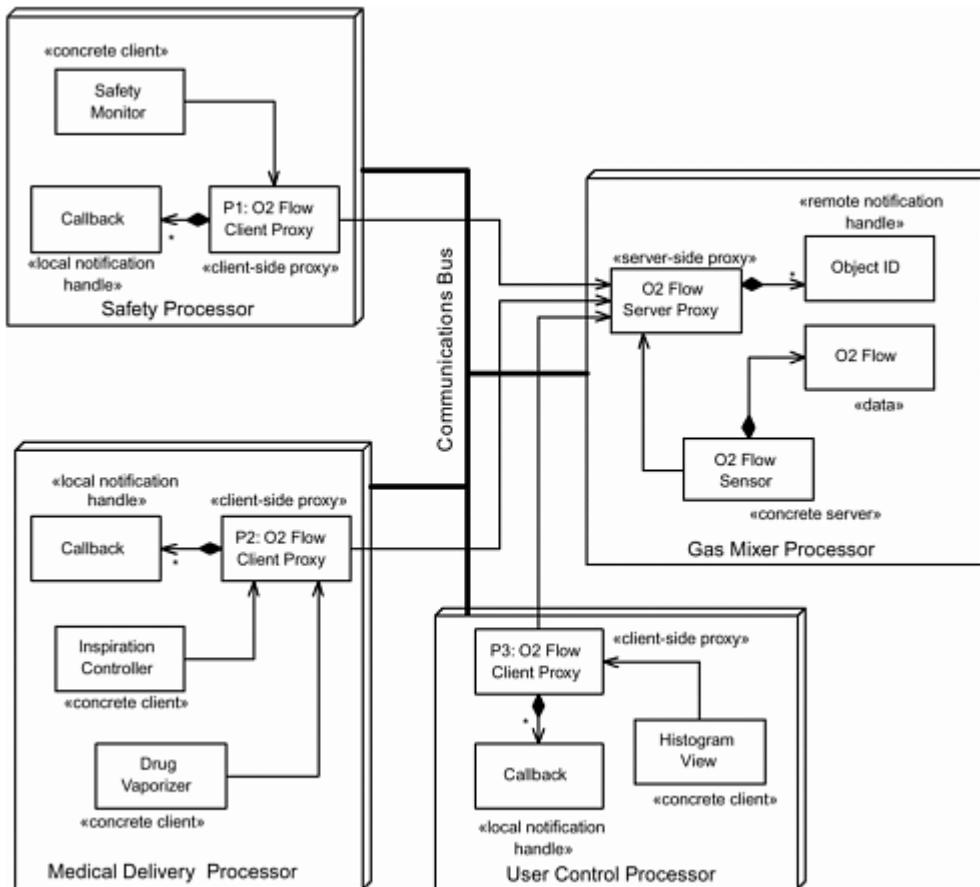 «concrete client»
Safety
Monitor
Callback
*
P1: O2 Flow
Client Proxy
«local notification
handle»
«client-side proxy»
Safety Processor
Communications Bus
«remote notification
handle»
«server-side proxy»
Object ID
*
O2 Flow
Server Proxy
O2 Flow
«data»
O2 Flow
Sensor
«concrete server»
Gas Mixer Processor
«local notification
handle»
«client-side proxy»
Callback
*
P2: O2 Flow
Client Proxy
Inspiration
Controller
«concrete client»
Drug
Vaporizer
«concrete client»
Medical Delivery Processor
P3: O2 Flow
Client Proxy
«client-side proxy»
*
Callback
Histogram
View
«concrete client»
«local notification
handle»
User Control Processor